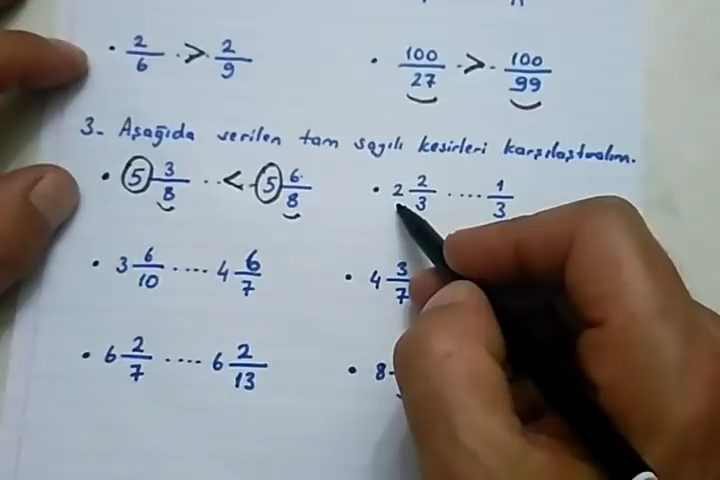 • 2/6 .> 2/9 • 100/27 .>. 100/99
3- Aşağıda verilen tam sayılı kesirleri karşılaştıralım.
• 5 3/8 ..<. 5 6/8 • 2 2/3 .... 1/3
• 3 6/10 .... 4 6/7 • 4 3/7
• 6 2/7 .... 6 2/13 • 8